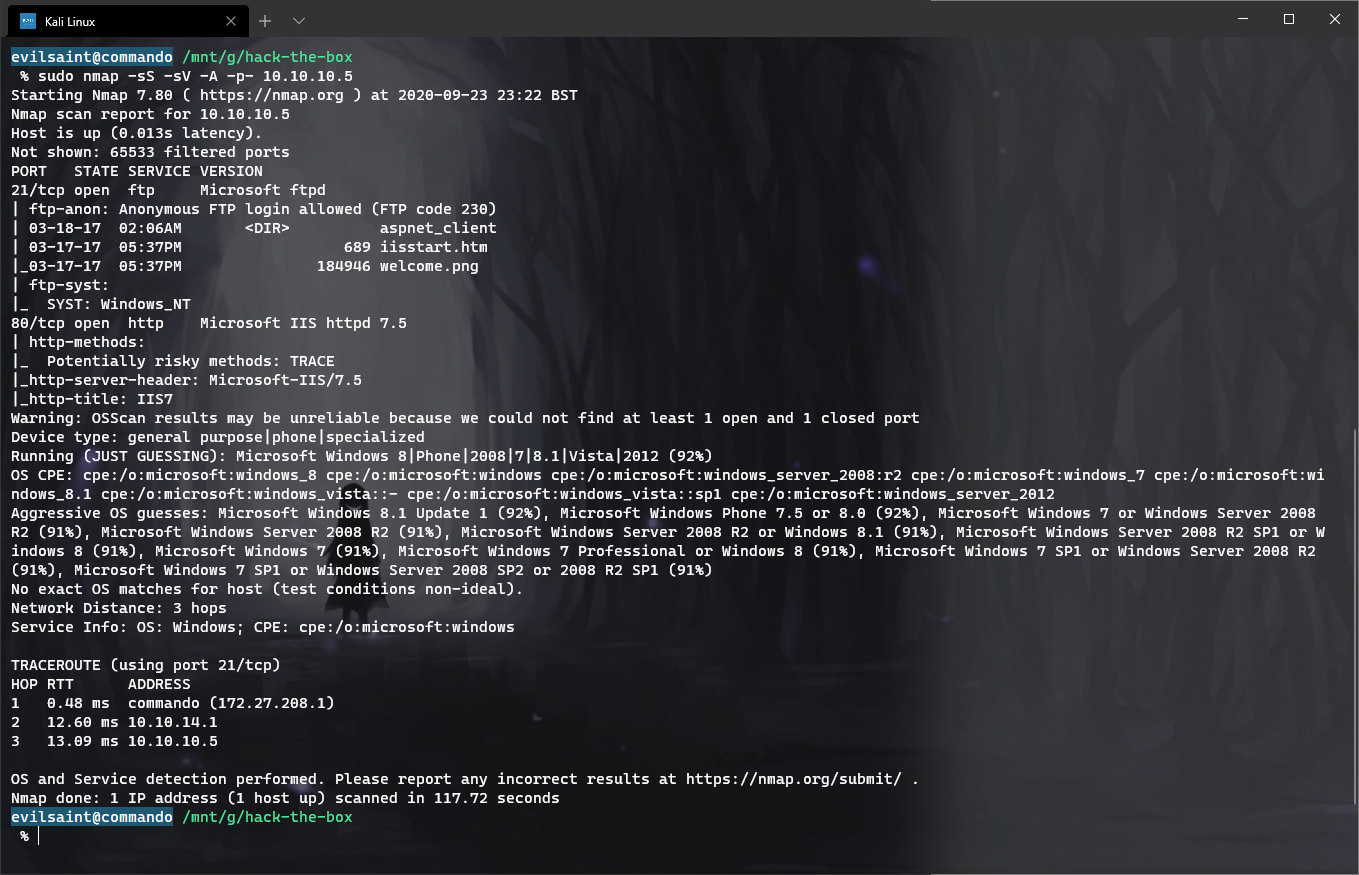 Kali Linux
evilsaint@commando /mnt/g/hack-the-box
% sudo nmap -sS -sV -A -p- 10.10.10.5
Starting Nmap 7.80 ( https://nmap.org ) at 2020-09-23 23:22 BST
Nmap scan report for 10.10.10.5
Host is up (0.013s latency).
Not shown: 65533 filtered ports
PORT   STATE SERVICE VERSION
21/tcp open  ftp     Microsoft ftpd
| ftp-anon: Anonymous FTP login allowed (FTP code 230)
| 03-18-17  02:06AM       <DIR>          aspnet_client
| 03-17-17  05:37PM                  689 iisstart.htm
|_03-17-17  05:37PM               184946 welcome.png
| ftp-syst:
|_  SYST: Windows_NT
80/tcp open  http    Microsoft IIS httpd 7.5
| http-methods:
|_  Potentially risky methods: TRACE
|_http-server-header: Microsoft-IIS/7.5
|_http-title: IIS7
Warning: OSScan results may be unreliable because we could not find at least 1 open and 1 closed port
Device type: general purpose|phone|specialized
Running (JUST GUESSING): Microsoft Windows 8|Phone|2008|7|8.1|Vista|2012 (92%)
OS CPE: cpe:/o:microsoft:windows_8 cpe:/o:microsoft:windows cpe:/o:microsoft:windows_server_2008:r2 cpe:/o:microsoft:windows_7 cpe:/o:microsoft:wi
ndows_8.1 cpe:/o:microsoft:windows_vista::- cpe:/o:microsoft:windows_vista::sp1 cpe:/o:microsoft:windows_server_2012
Aggressive OS guesses: Microsoft Windows 8.1 Update 1 (92%), Microsoft Windows Phone 7.5 or 8.0 (92%), Microsoft Windows 7 or Windows Server 2008
R2 (91%), Microsoft Windows Server 2008 R2 (91%), Microsoft Windows Server 2008 R2 or Windows 8.1 (91%), Microsoft Windows Server 2008 R2 SP1 or W
indows 8 (91%), Microsoft Windows 7 (91%), Microsoft Windows 7 Professional or Windows 8 (91%), Microsoft Windows 7 SP1 or Windows Server 2008 R2
(91%), Microsoft Windows 7 SP1 or Windows Server 2008 SP2 or 2008 R2 SP1 (91%)
No exact OS matches for host (test conditions non-ideal).
Network Distance: 3 hops
Service Info: OS: Windows; CPE: cpe:/o:microsoft:windows
TRACEROUTE (using port 21/tcp)
HOP RTT      ADDRESS
1   0.48 ms  commando (172.27.208.1)
2   12.60 ms 10.10.14.1
3   13.09 ms 10.10.10.5
OS and Service detection performed. Please report any incorrect results at https://nmap.org/submit/ .
Nmap done: 1 IP address (1 host up) scanned in 117.72 seconds
evilsaint@commando /mnt/g/hack-the-box
%